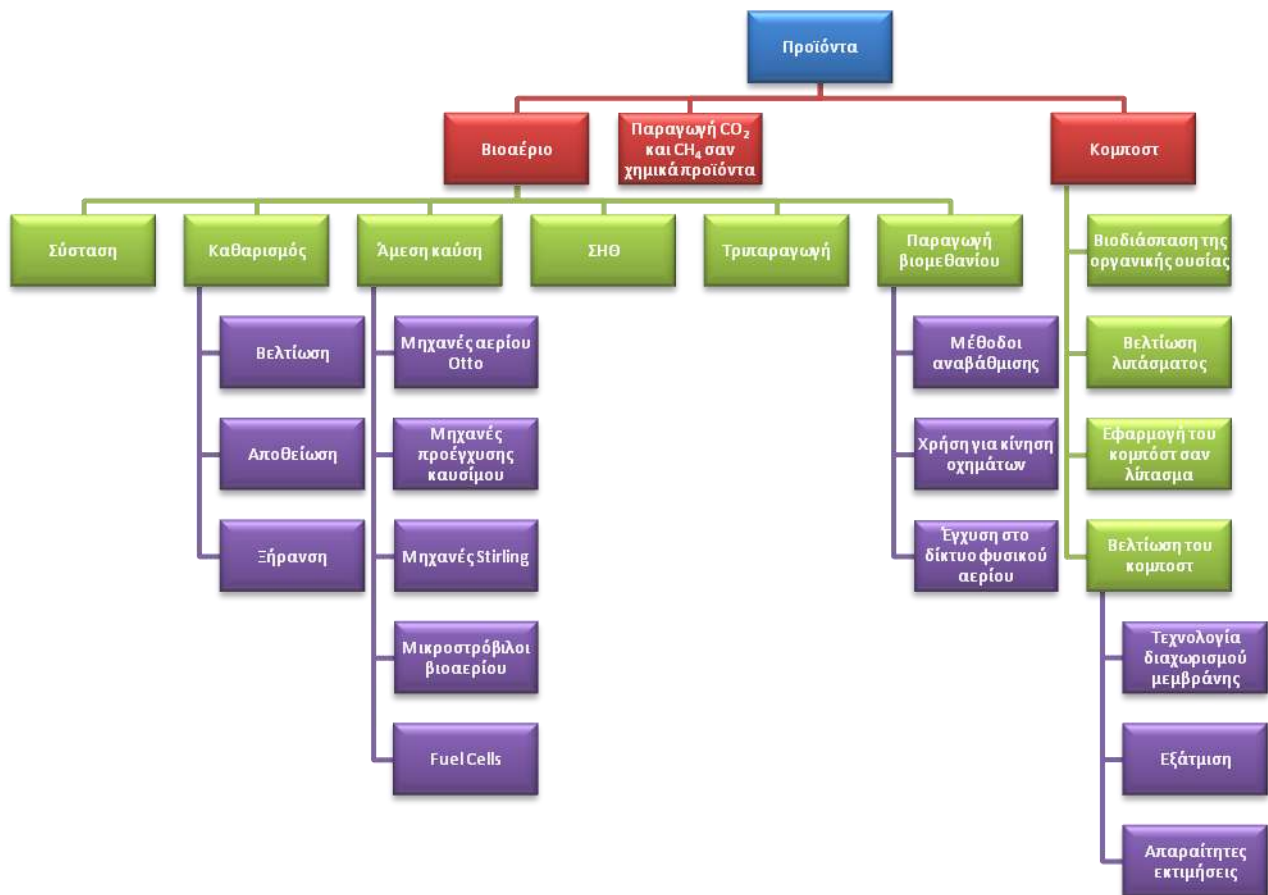 Προϊόντα
Βιοαέριο
Παραγωγή CO₂
και CH₄ σαν
χημικά προϊόντα
Κομποστ
Σύσταση
Καθαρισμός
Άμεση καύση
ΣΗΘ
Τριπαραγωγή
Παραγωγή
βιομεθανίου
Βιοδιάσπαση της
οργανικής ουσίας
Βελτίωση
Μηχανές αερίου
Otto
Μέθοδοι
αναβάθμισης
Βελτίωση
λιπάσματος
Αποθείωση
Μηχανές
προέγχυσης
καυσίμου
Χρήση για κίνηση
οχημάτων
Εφαρμογή του
κομπόστ σαν
λίπασμα
Ξήρανση
Μηχανές Stirling
Έγχυση στο
δίκτυο φυσικού
αερίου
Βελτίωση του
κομποστ
Μικροστρόβιλοι
βιοαερίου
Τεχνολογία
διαχωρισμού
μεμβράνης
Fuel Cells
Εξάτμιση
Απαραίτητες
εκτιμήσεις